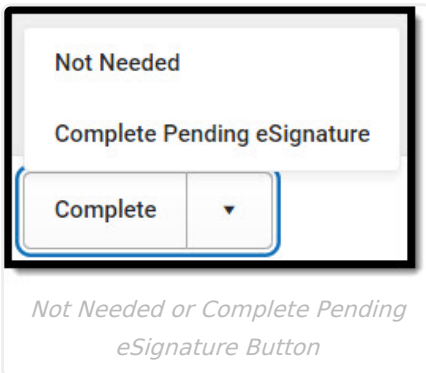 Not Needed
Complete Pending eSignature
Complete
Not Needed or Complete Pending
eSignature Button